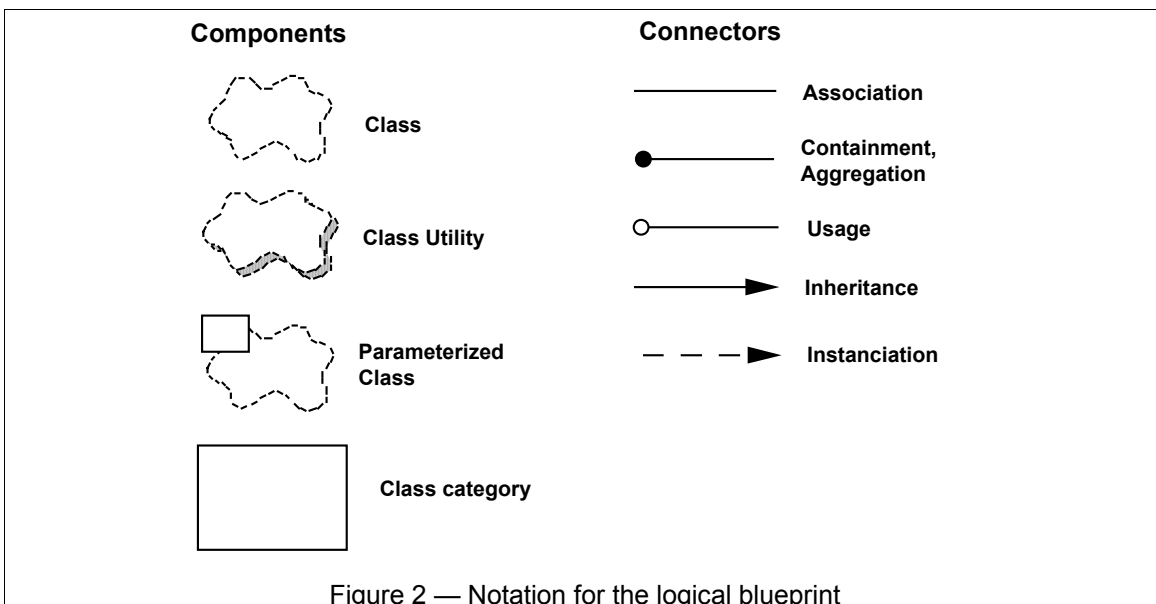 Components
Class
Class Utility
Parameterized
Class
Class category
Connectors
Association
Containment,
Aggregation
Usage
Inheritance
Instanciation
Figure 2 — Notation for the logical blueprint